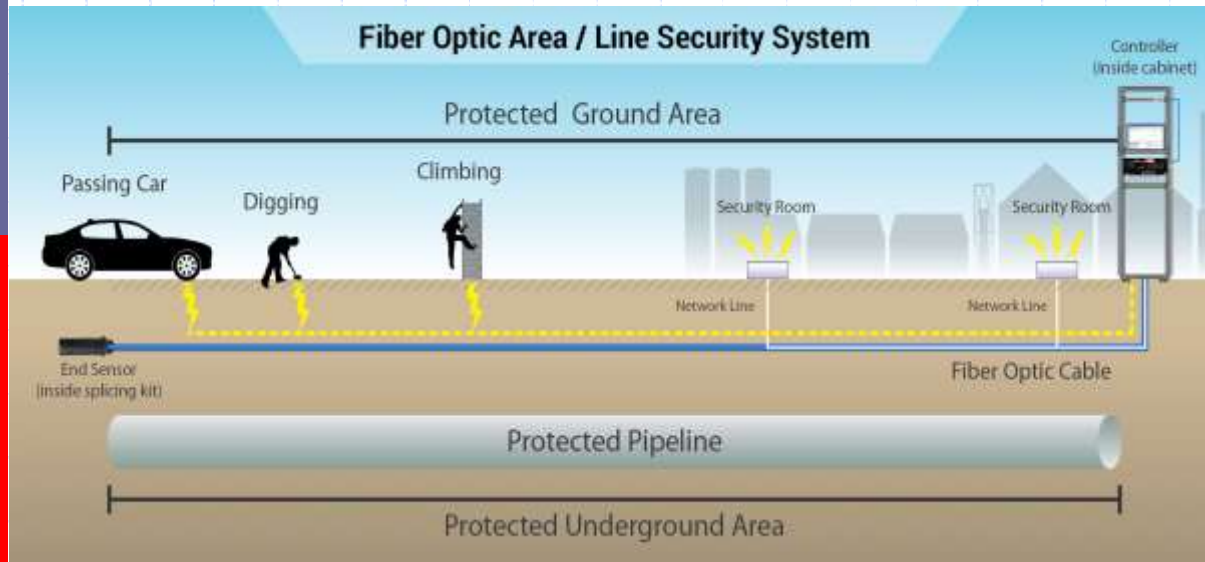 Fiber Optic Area / Line Security System
Controller
(inside cabinet)
Protected Ground Area
Passing Car
Digging
Climbing
Security Room
Security Room
Network Line
Network Line
End Sensor
(inside splicing kit)
Fiber Optic Cable
Protected Pipeline
Protected Underground Area